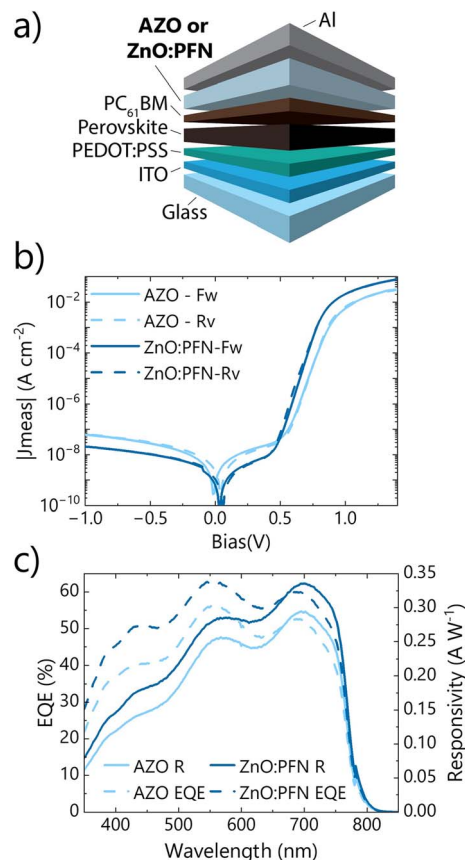 a)
AZO or
ZnO:PFN
Al
PC61BM
Perovskite
PEDOT:PSS
ITO
Glass
b)
|Jmeas| (A cm⁻²)
10⁻²
10⁻⁴
10⁻⁶
10⁻⁸
10⁻¹⁰
AZO - Fw
AZO - Rv
ZnO:PFN-Fw
ZnO:PFN-Rv
−1.0 −0.5 0.0 0.5 1.0
Bias(V)
c)
EQE (%)
60
50
40
30
20
10
0
AZO R ZnO:PFN R
AZO EQE ZnO:PFN EQE
0.35
0.30
0.25
0.20
0.15
0.10
0.05
0.00
Responsivity (A W⁻¹)
400 500 600 700 800
Wavelength (nm)